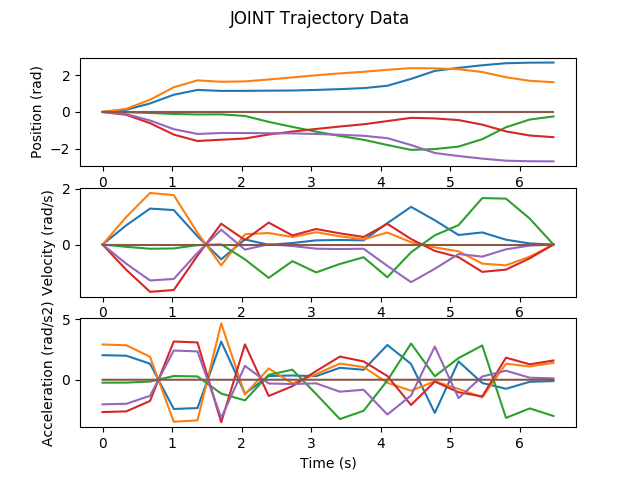 JOINT Trajectory Data
Position (rad)
2
0
−2
0 1 2 3 4 5 6
Velocity (rad/s)
2
0
0 1 2 3 4 5 6
Acceleration (rad/s2)
5
0
0 1 2 3 4 5 6
Time (s)